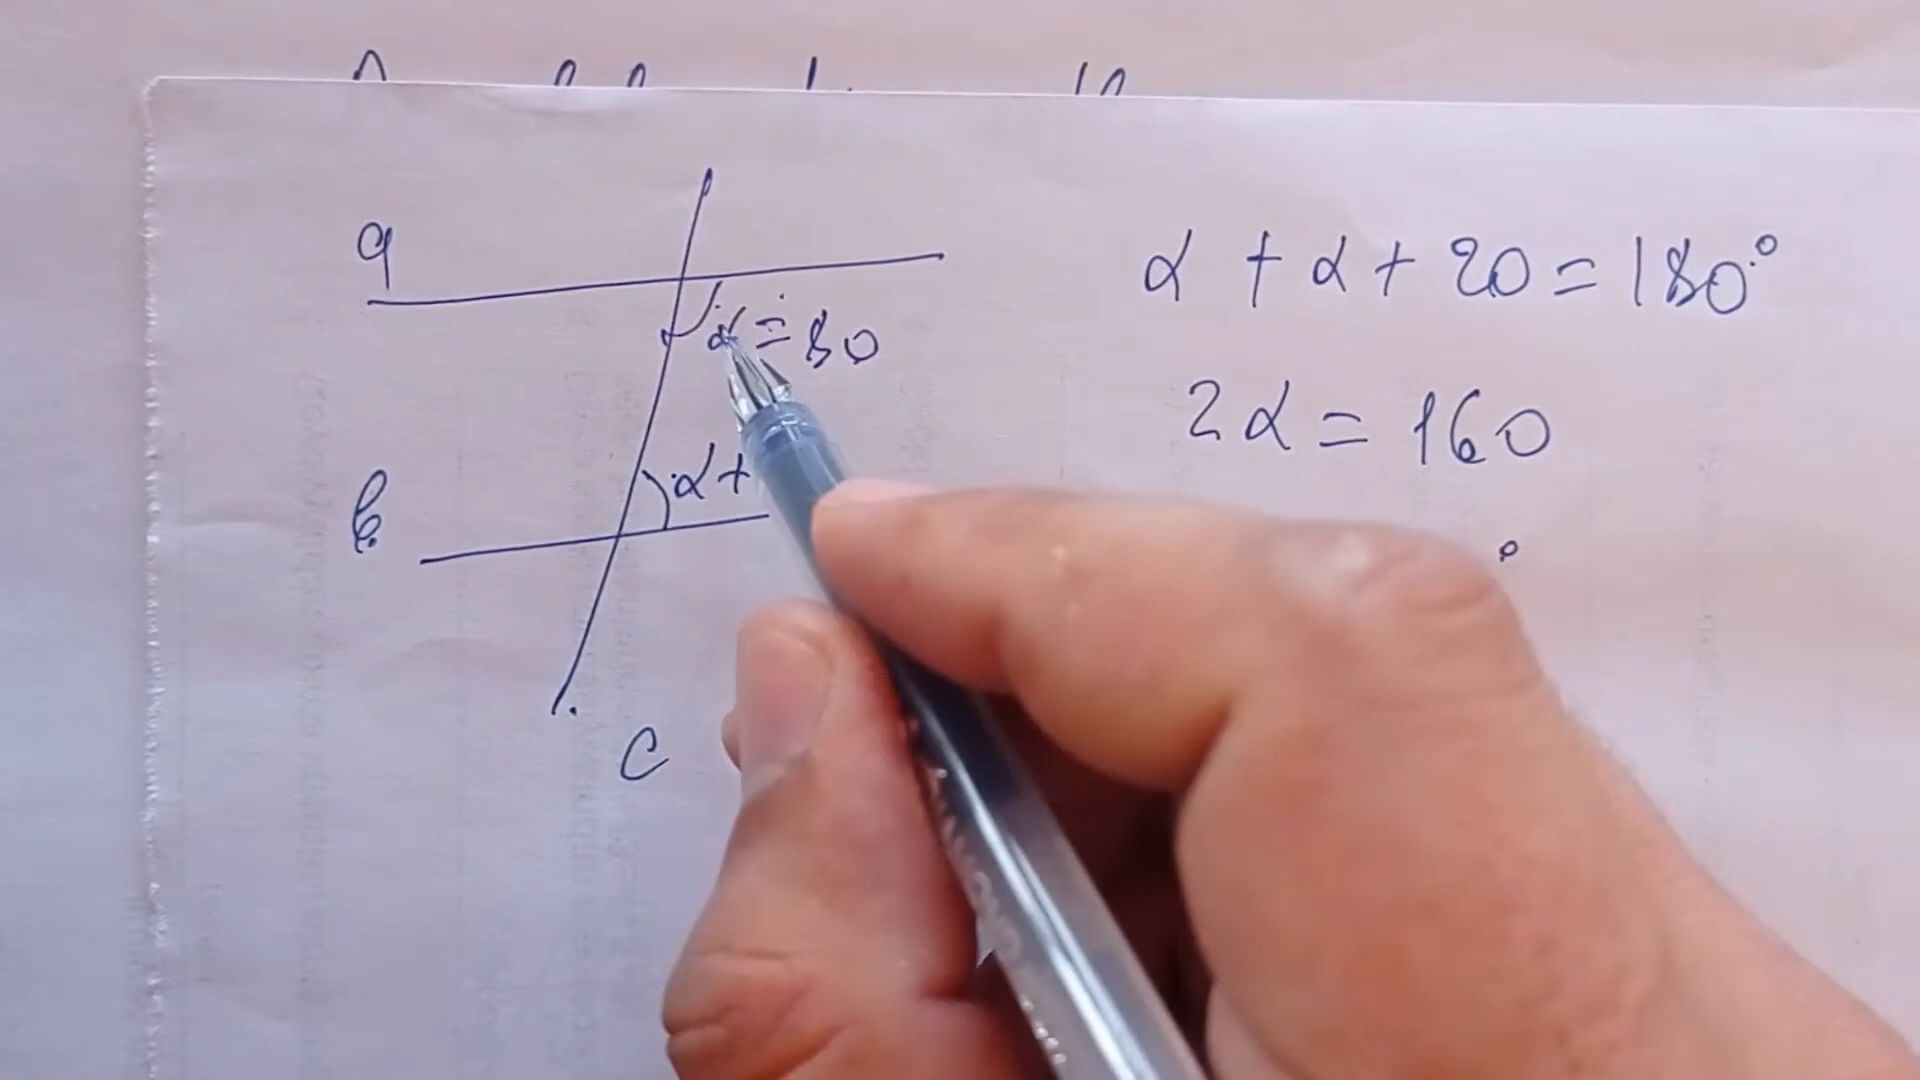 a
α = 80
α +
b
c
α + α + 20 = 180°
2α = 160